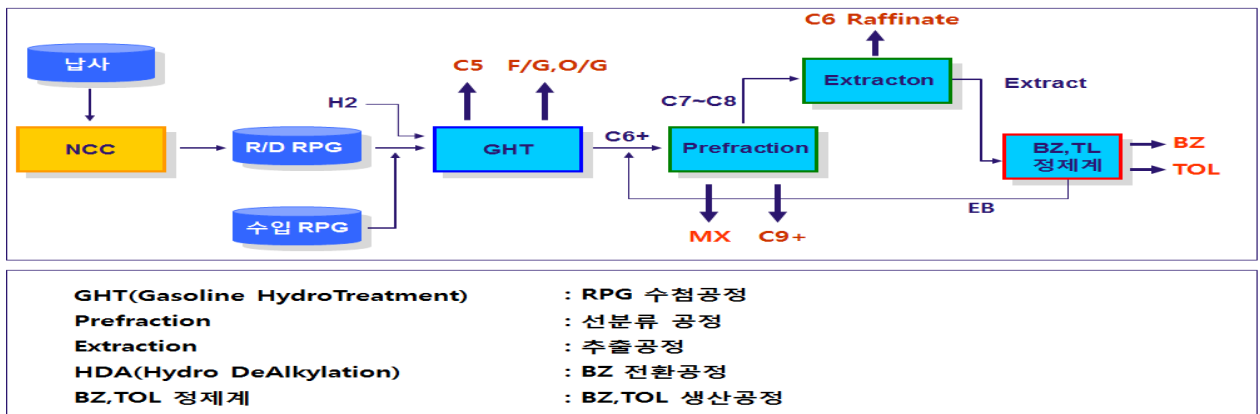 C6 Raffinate
납사
C5
F/G,O/G
Extracton
Extract
H2
C7~C8
NCC
R/D RPG
GHT
C6+
Prefraction
BZ,TL
정제계
BZ
TOL
수입 RPG
EB
MX
C9+
GHT(Gasoline HydroTreatment) : RPG 수첨공정
Prefraction : 선분류 공정
Extraction : 추출공정
HDA(Hydro DeAlkylation) : BZ 전환공정
BZ,TOL 정제계 : BZ,TOL 생산공정